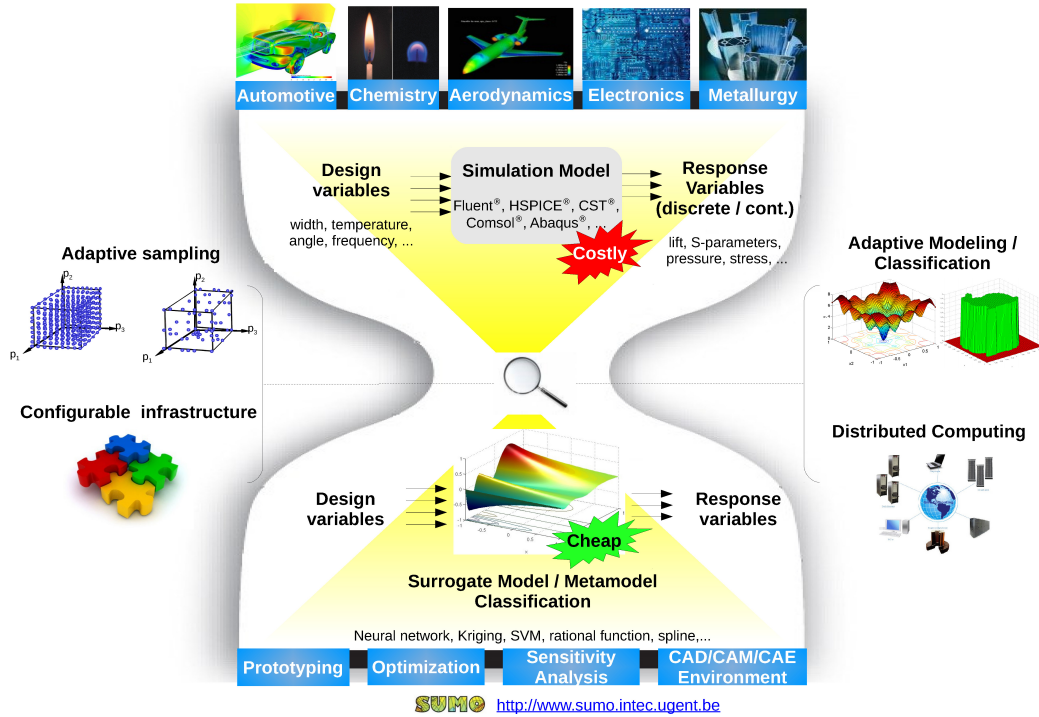 Automotive
Chemistry
Aerodynamics
Electronics
Metallurgy
Design
variables
width, temperature,
angle, frequency, ...
Simulation Model
Fluent®, HSPICE®, CST®,
Comsol®, Abaqus®, ...
Costly
Response
Variables
(discrete / cont.)
lift, S-parameters,
pressure, stress, ...
Adaptive sampling
p2
p3
p1
p2
p3
p1
Configurable infrastructure
Adaptive Modeling /
Classification
Distributed Computing
Design
variables
Cheap
Response
variables
Surrogate Model / Metamodel
Classification
Neural network, Kriging, SVM, rational function, spline,...
Prototyping
Optimization
Sensitivity
Analysis
CAD/CAM/CAE
Environment
SUMO
http://www.sumo.intec.ugent.be